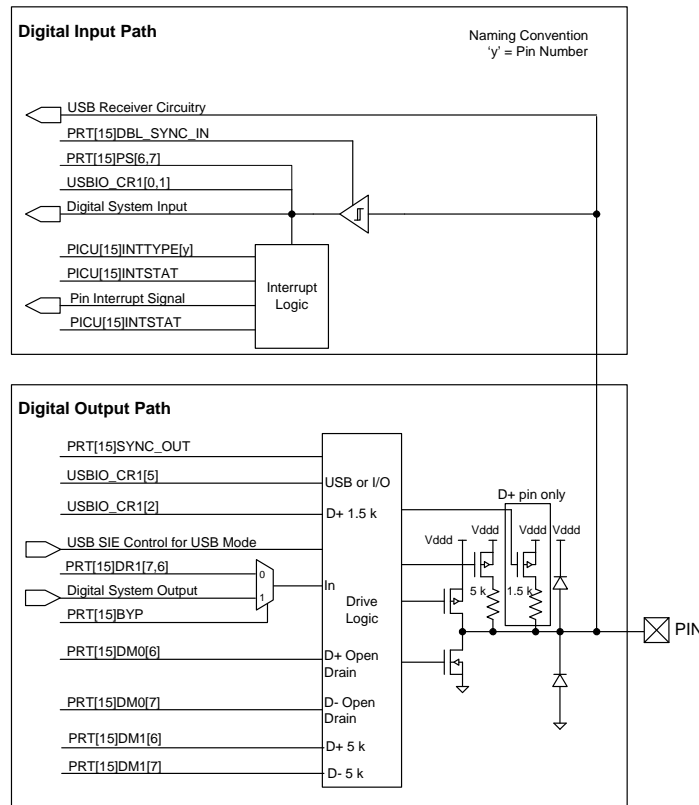 Digital Input Path
Naming Convention
'y' = Pin Number
USB Receiver Circuitry
PRT[15]DBL_SYNC_IN
PRT[15]PS[6,7]
USBIO_CR1[0,1]
Digital System Input
PICU[15]INTTYPE[y]
PICU[15]INTSTAT
Pin Interrupt Signal
PICU[15]INTSTAT
Interrupt
Logic
Digital Output Path
PRT[15]SYNC_OUT
USBIO_CR1[5]
USB or I/O
USBIO_CR1[2]
D+ 1.5 k
D+ pin only
USB SIE Control for USB Mode
Vddd
Vddd
Vddd
Vddd
PRT[15]DR1[7,6]
0
In
5 k
1.5 k
Digital System Output
1
Drive
Logic
PRT[15]BYP
PIN
PRT[15]DM0[6]
D+ Open
Drain
PRT[15]DM0[7]
D- Open
Drain
PRT[15]DM1[6]
D+ 5 k
PRT[15]DM1[7]
D- 5 k